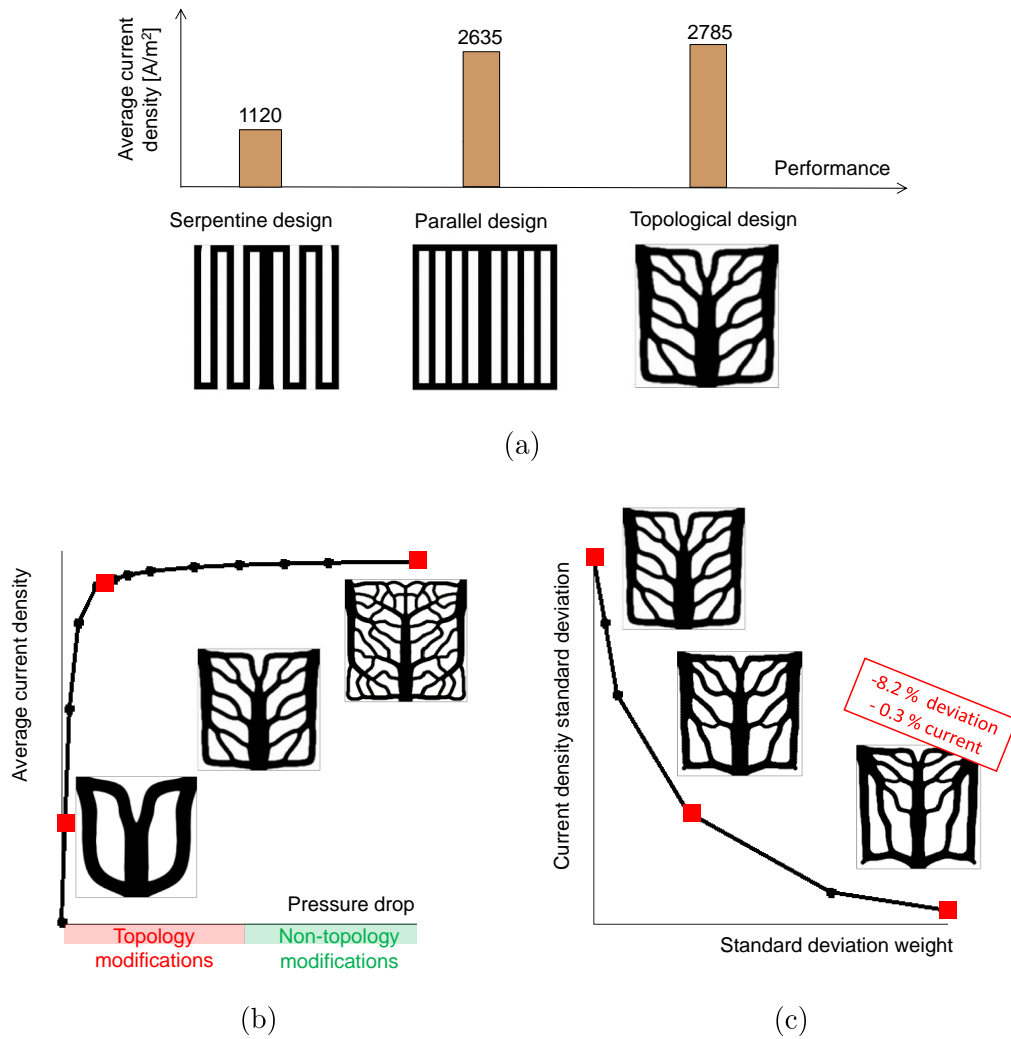 Average current
density [A/m²]
1120
2635
2785
Performance
Serpentine design
Parallel design
Topological design
(a)
Average current density
Pressure drop
Topology
modifications
Non-topology
modifications
(b)
Current density standard deviation
-8.2 % deviation
- 0.3 % current
Standard deviation weight
(c)